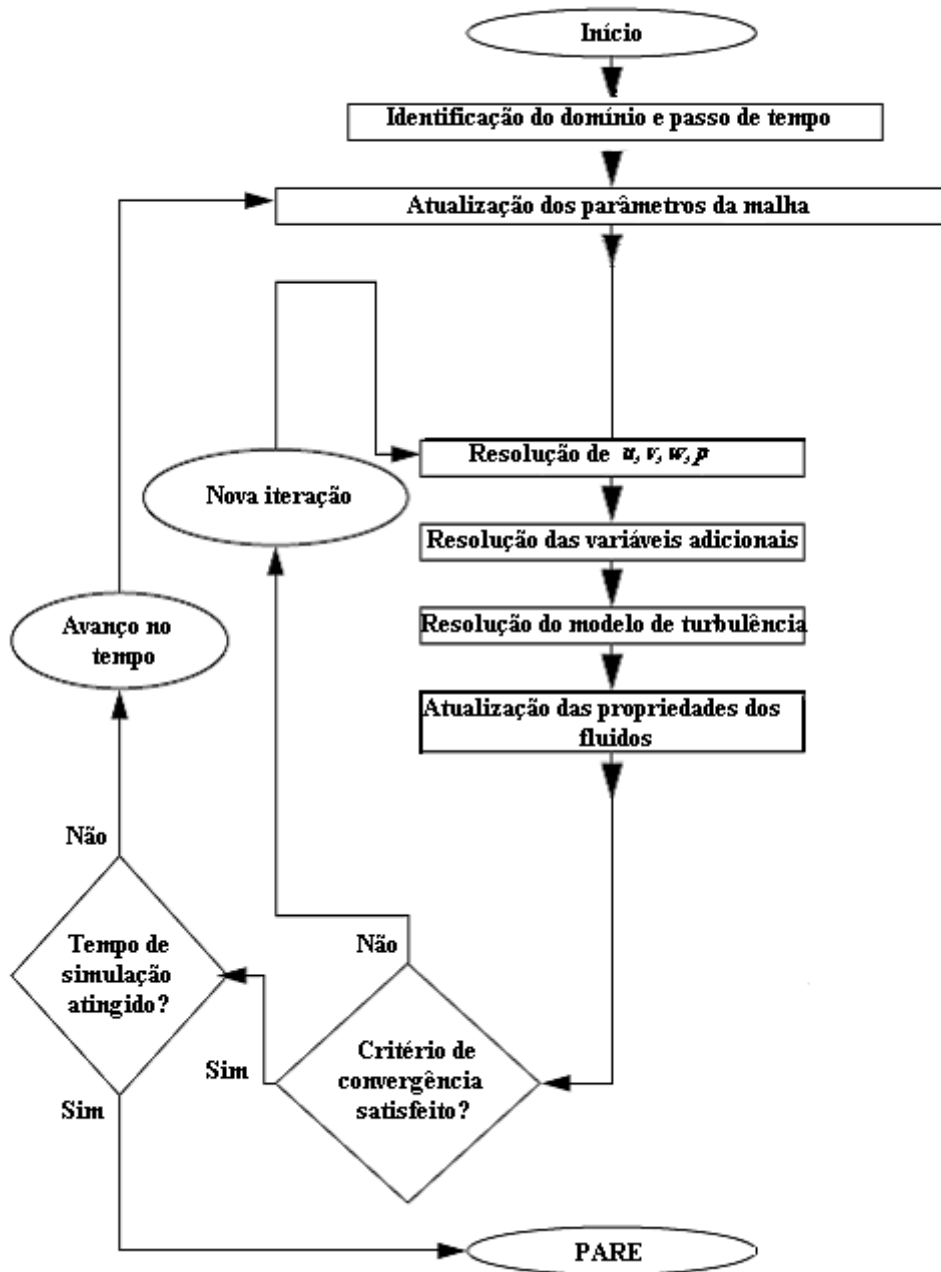 Início
Identificação do domínio e passo de tempo
Atualização dos parâmetros da malha
Resolução de u, v, w, p
Nova iteração
Resolução das variáveis adicionais
Resolução do modelo de turbulência
Avanço no
tempo
Atualização das propriedades dos
fluidos
Não
Tempo de
simulação
atingido?
Sim
Não
Critério de
convergência
satisfeito?
Sim
PARE